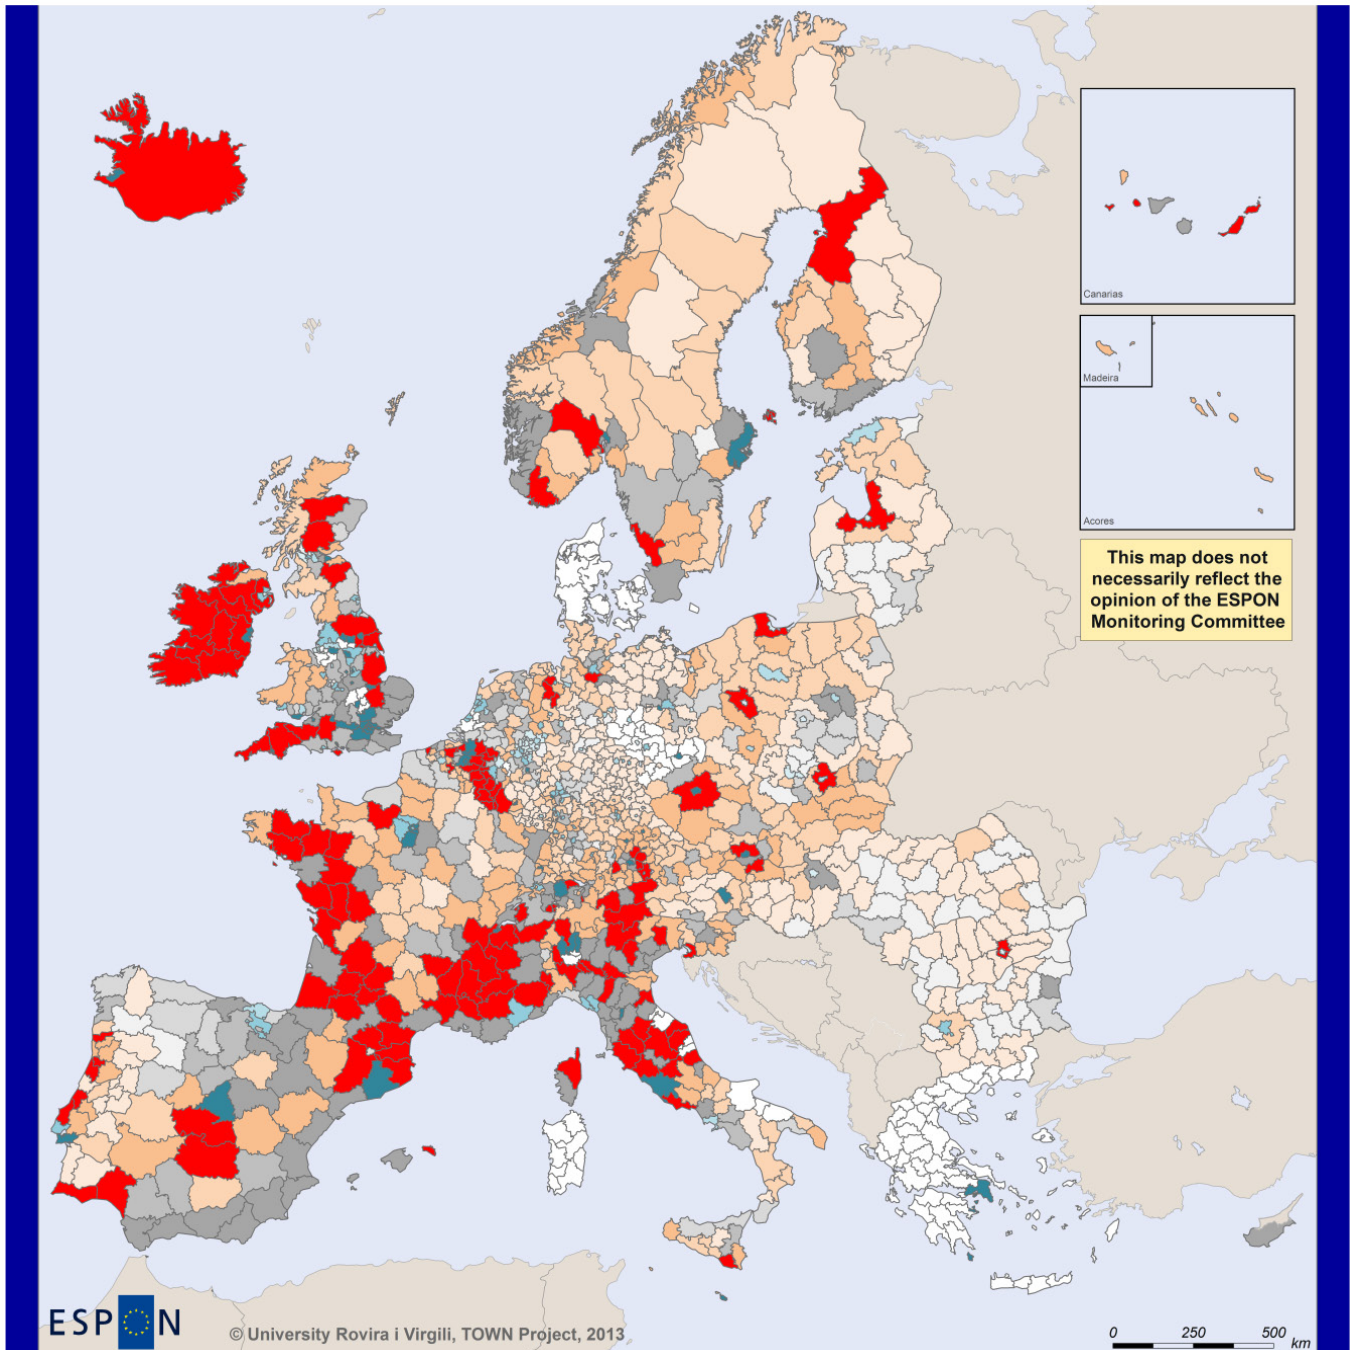 Canarias
Madeira
Acores
This map does not
necessarily reflect the
opinion of the ESPON
Monitoring Committee
ESPON
© University Rovira i Virgili, TOWN Project, 2013
0 250 500
km